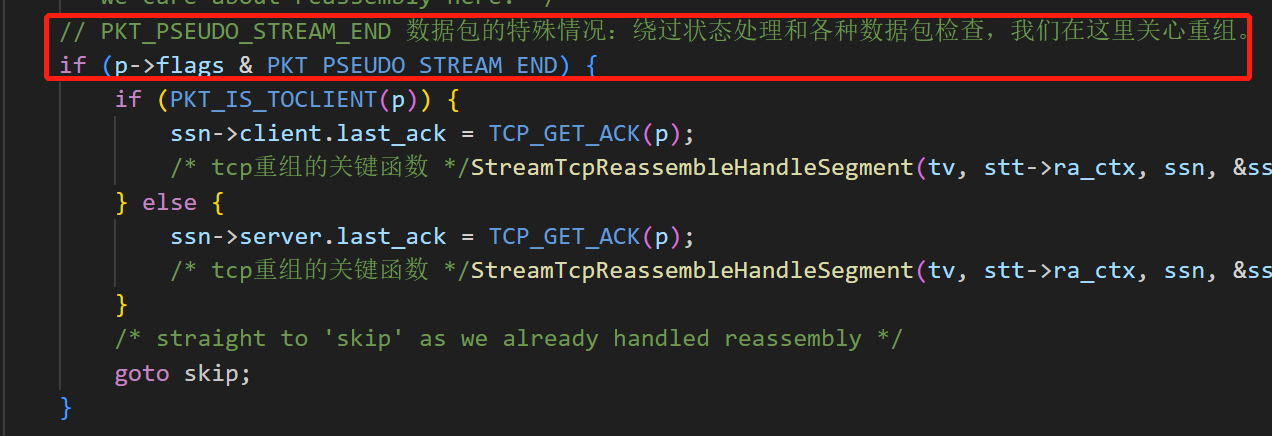 we care about reassembly here. */
// PKT_PSEUDO_STREAM_END 数据包的特殊情况：绕过状态处理和各种数据包检查，我们在这里关心重组。
if (p->flags & PKT_PSEUDO_STREAM_END) {
if (PKT_IS_TOCLIENT(p)) {
ssn->client.last_ack = TCP_GET_ACK(p);
/* tcp重组的关键函数 */StreamTcpReassembleHandleSegment(tv, stt->ra_ctx, ssn, &ss
} else {
ssn->server.last_ack = TCP_GET_ACK(p);
/* tcp重组的关键函数 */StreamTcpReassembleHandleSegment(tv, stt->ra_ctx, ssn, &ss
}
/* straight to 'skip' as we already handled reassembly */
goto skip;
}